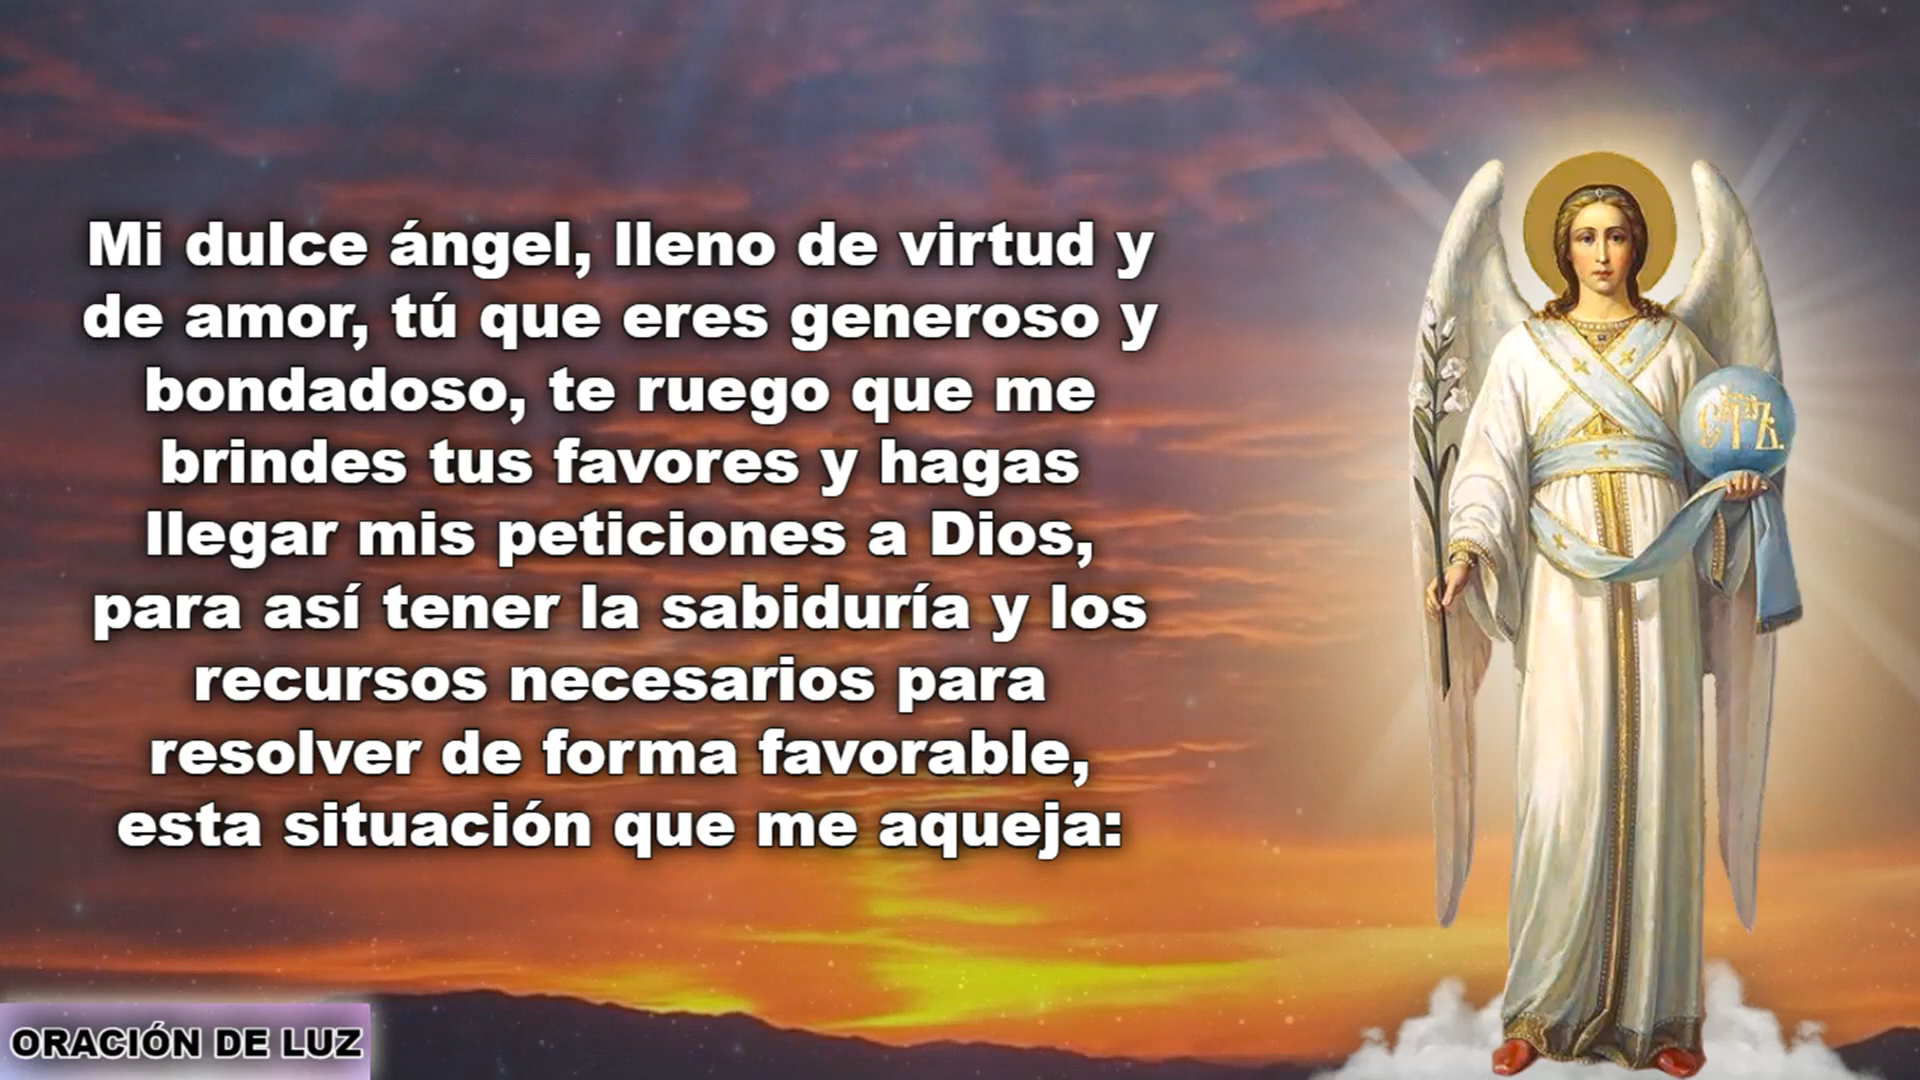 Mi dulce ángel, lleno de virtud y
de amor, tú que eres generoso y
bondadoso, te ruego que me
brindes tus favores y hagas
llegar mis peticiones a Dios,
para así tener la sabiduría y los
recursos necesarios para
resolver de forma favorable,
esta situación que me aqueja:
ORACIÓN DE LUZ